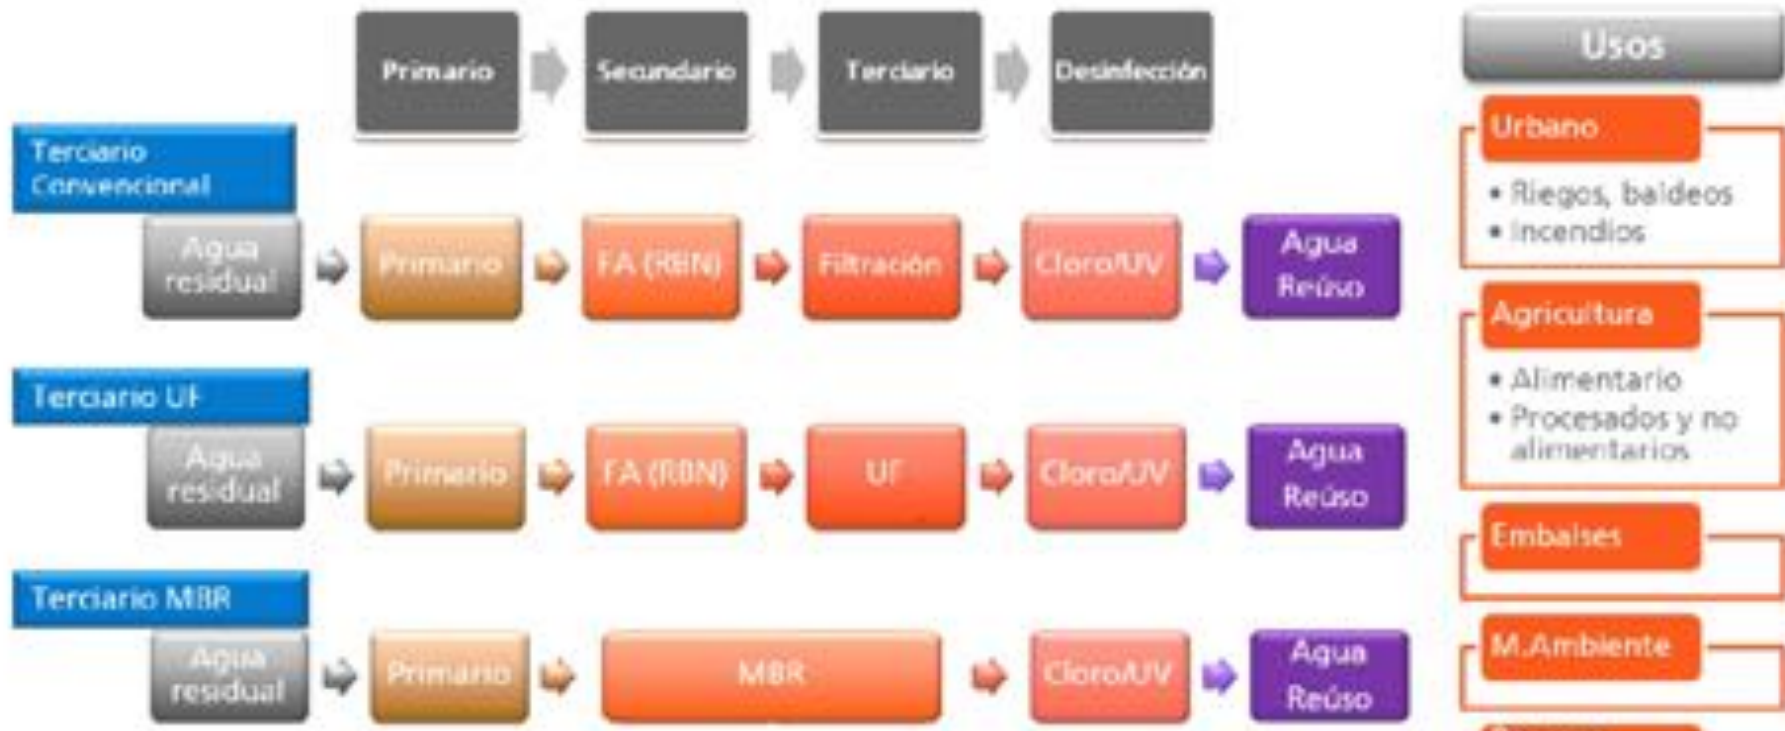 Primario
Secundario
Terciario
Desinfección
Terciario
Convencional
Agua
residual
Primario
FA (RBN)
Filtración
Cloro/UV
Agua
Reúso
Terciario UF
Agua
residual
Primario
FA (RBN)
UF
Cloro/UV
Agua
Reúso
Terciario MBR
Agua
residual
Primario
MBR
Cloro/UV
Agua
Reúso
Usos
Urbano
• Riegos, baldeos
• Incendios
Agricultura
• Alimentario
• Procesados y no
alimentarios
Embalses
M.Ambiente